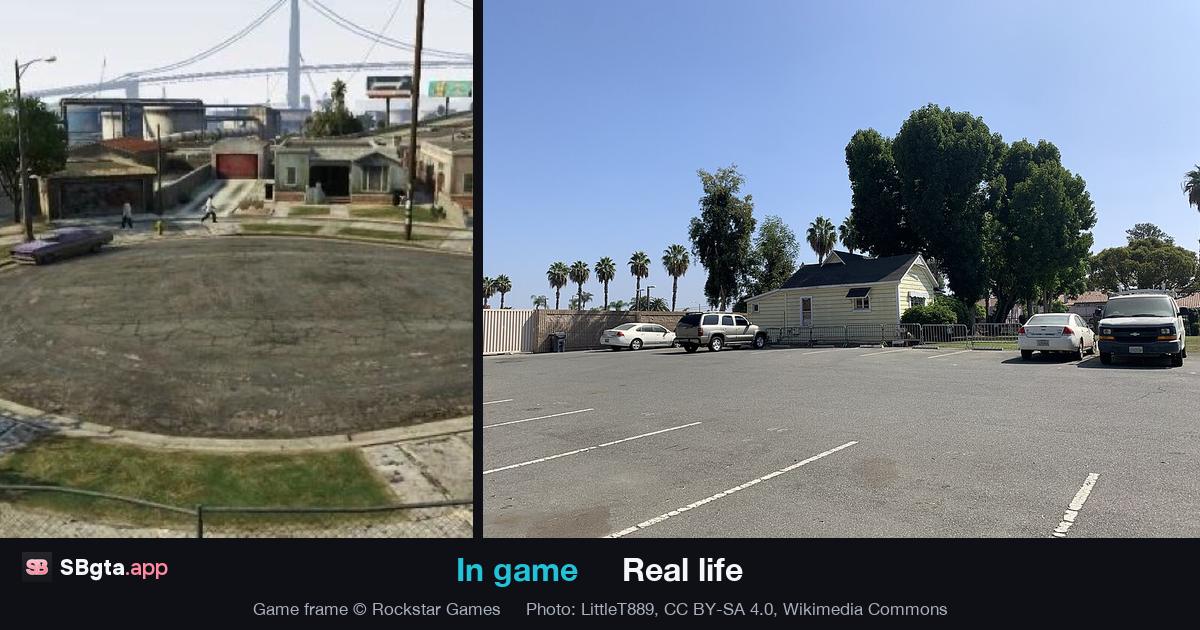 SBgta.app
In game Real life
Game frame © Rockstar Games Photo: LittleT889, CC BY-SA 4.0, Wikimedia Commons